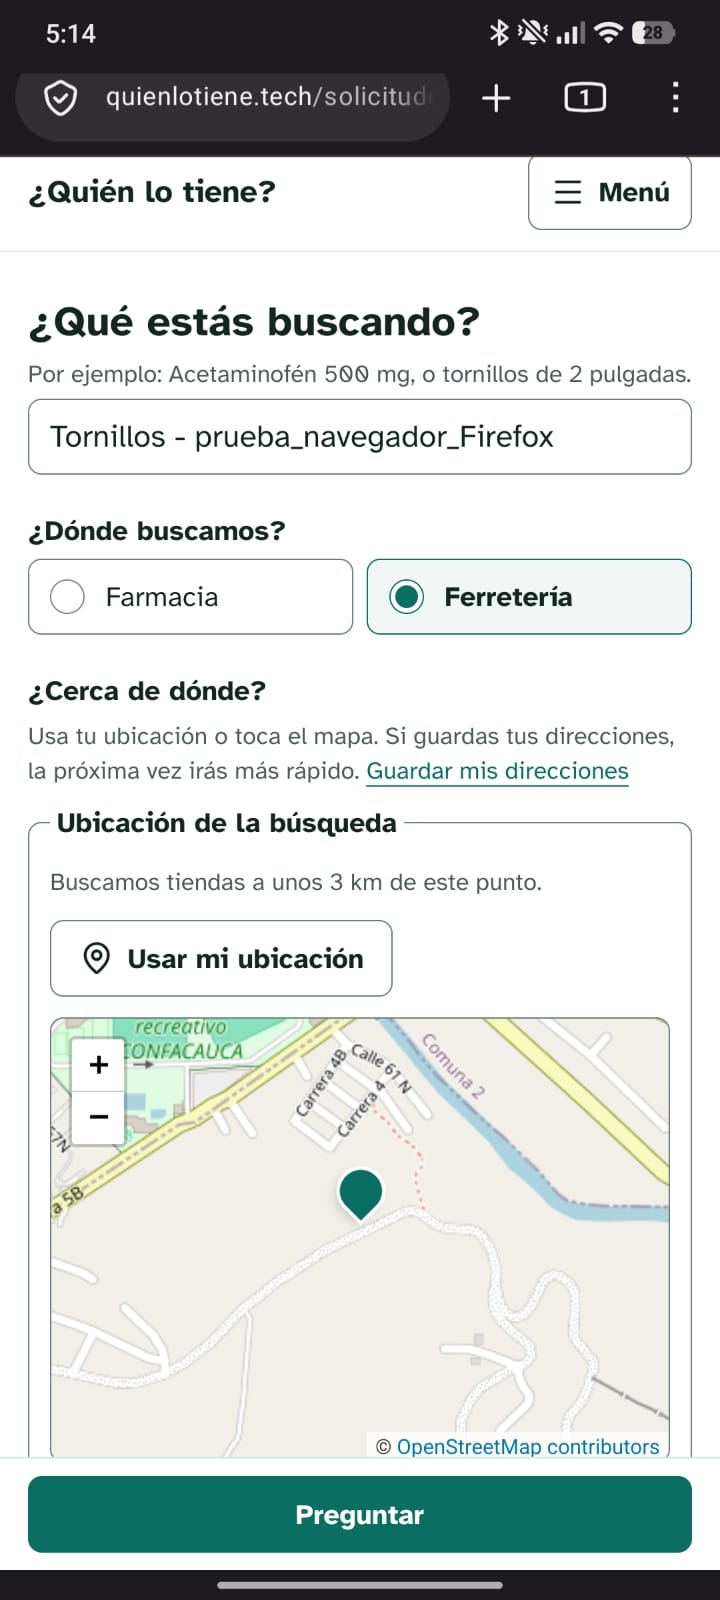 5:14
28
quienlotiene.tech/solicitud
1
¿Quién lo tiene?
Menú
¿Qué estás buscando?
Por ejemplo: Acetaminofén 500 mg, o tornillos de 2 pulgadas.
Tornillos - prueba_navegador_Firefox
¿Dónde buscamos?
Farmacia
Ferretería
¿Cerca de dónde?
Usa tu ubicación o toca el mapa. Si guardas tus direcciones,
la próxima vez irás más rápido. Guardar mis direcciones
Ubicación de la búsqueda
Buscamos tiendas a unos 3 km de este punto.
Usar mi ubicación
recreativo
CONFACAUCA
+
−
Carrera 4B
Calle 61 N
Carrera 4
Comuna 2
7N
a 5B
© OpenStreetMap contributors
Preguntar